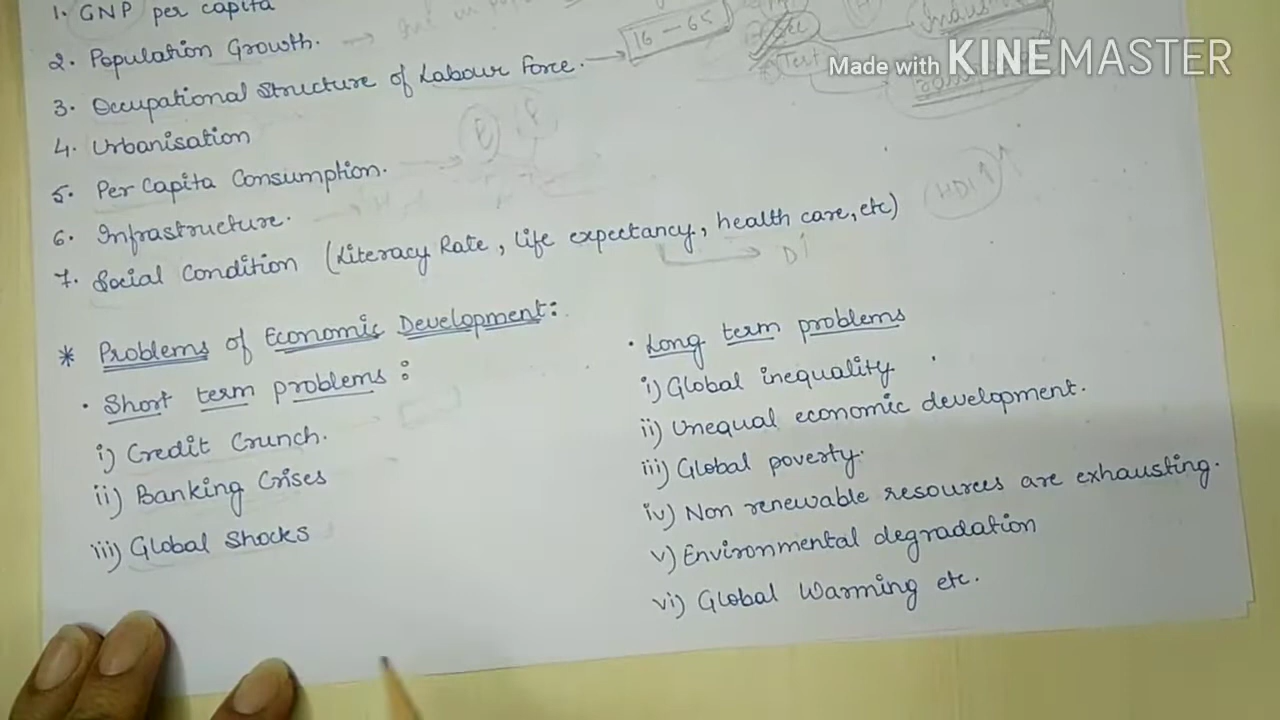 1. GNP per capita
2. Population Growth.
3. Occupational Structure of Labour Force.
16-65
Sec
Tert
Made with KINEMASTER
4. Urbanisation
5. Per Capita Consumption.
6. Infrastructure.
7. Social Condition (Literacy Rate, life expectancy, health care, etc)
HDI
* Problems of Economic Development:
• Short term problems:
i) Credit Crunch.
ii) Banking Crises
iii) Global Shocks
• Long term problems
i) Global inequality
ii) Unequal economic development.
iii) Global poverty.
iv) Non renewable resources are exhausting.
v) Environmental degradation
vi) Global Warming etc.